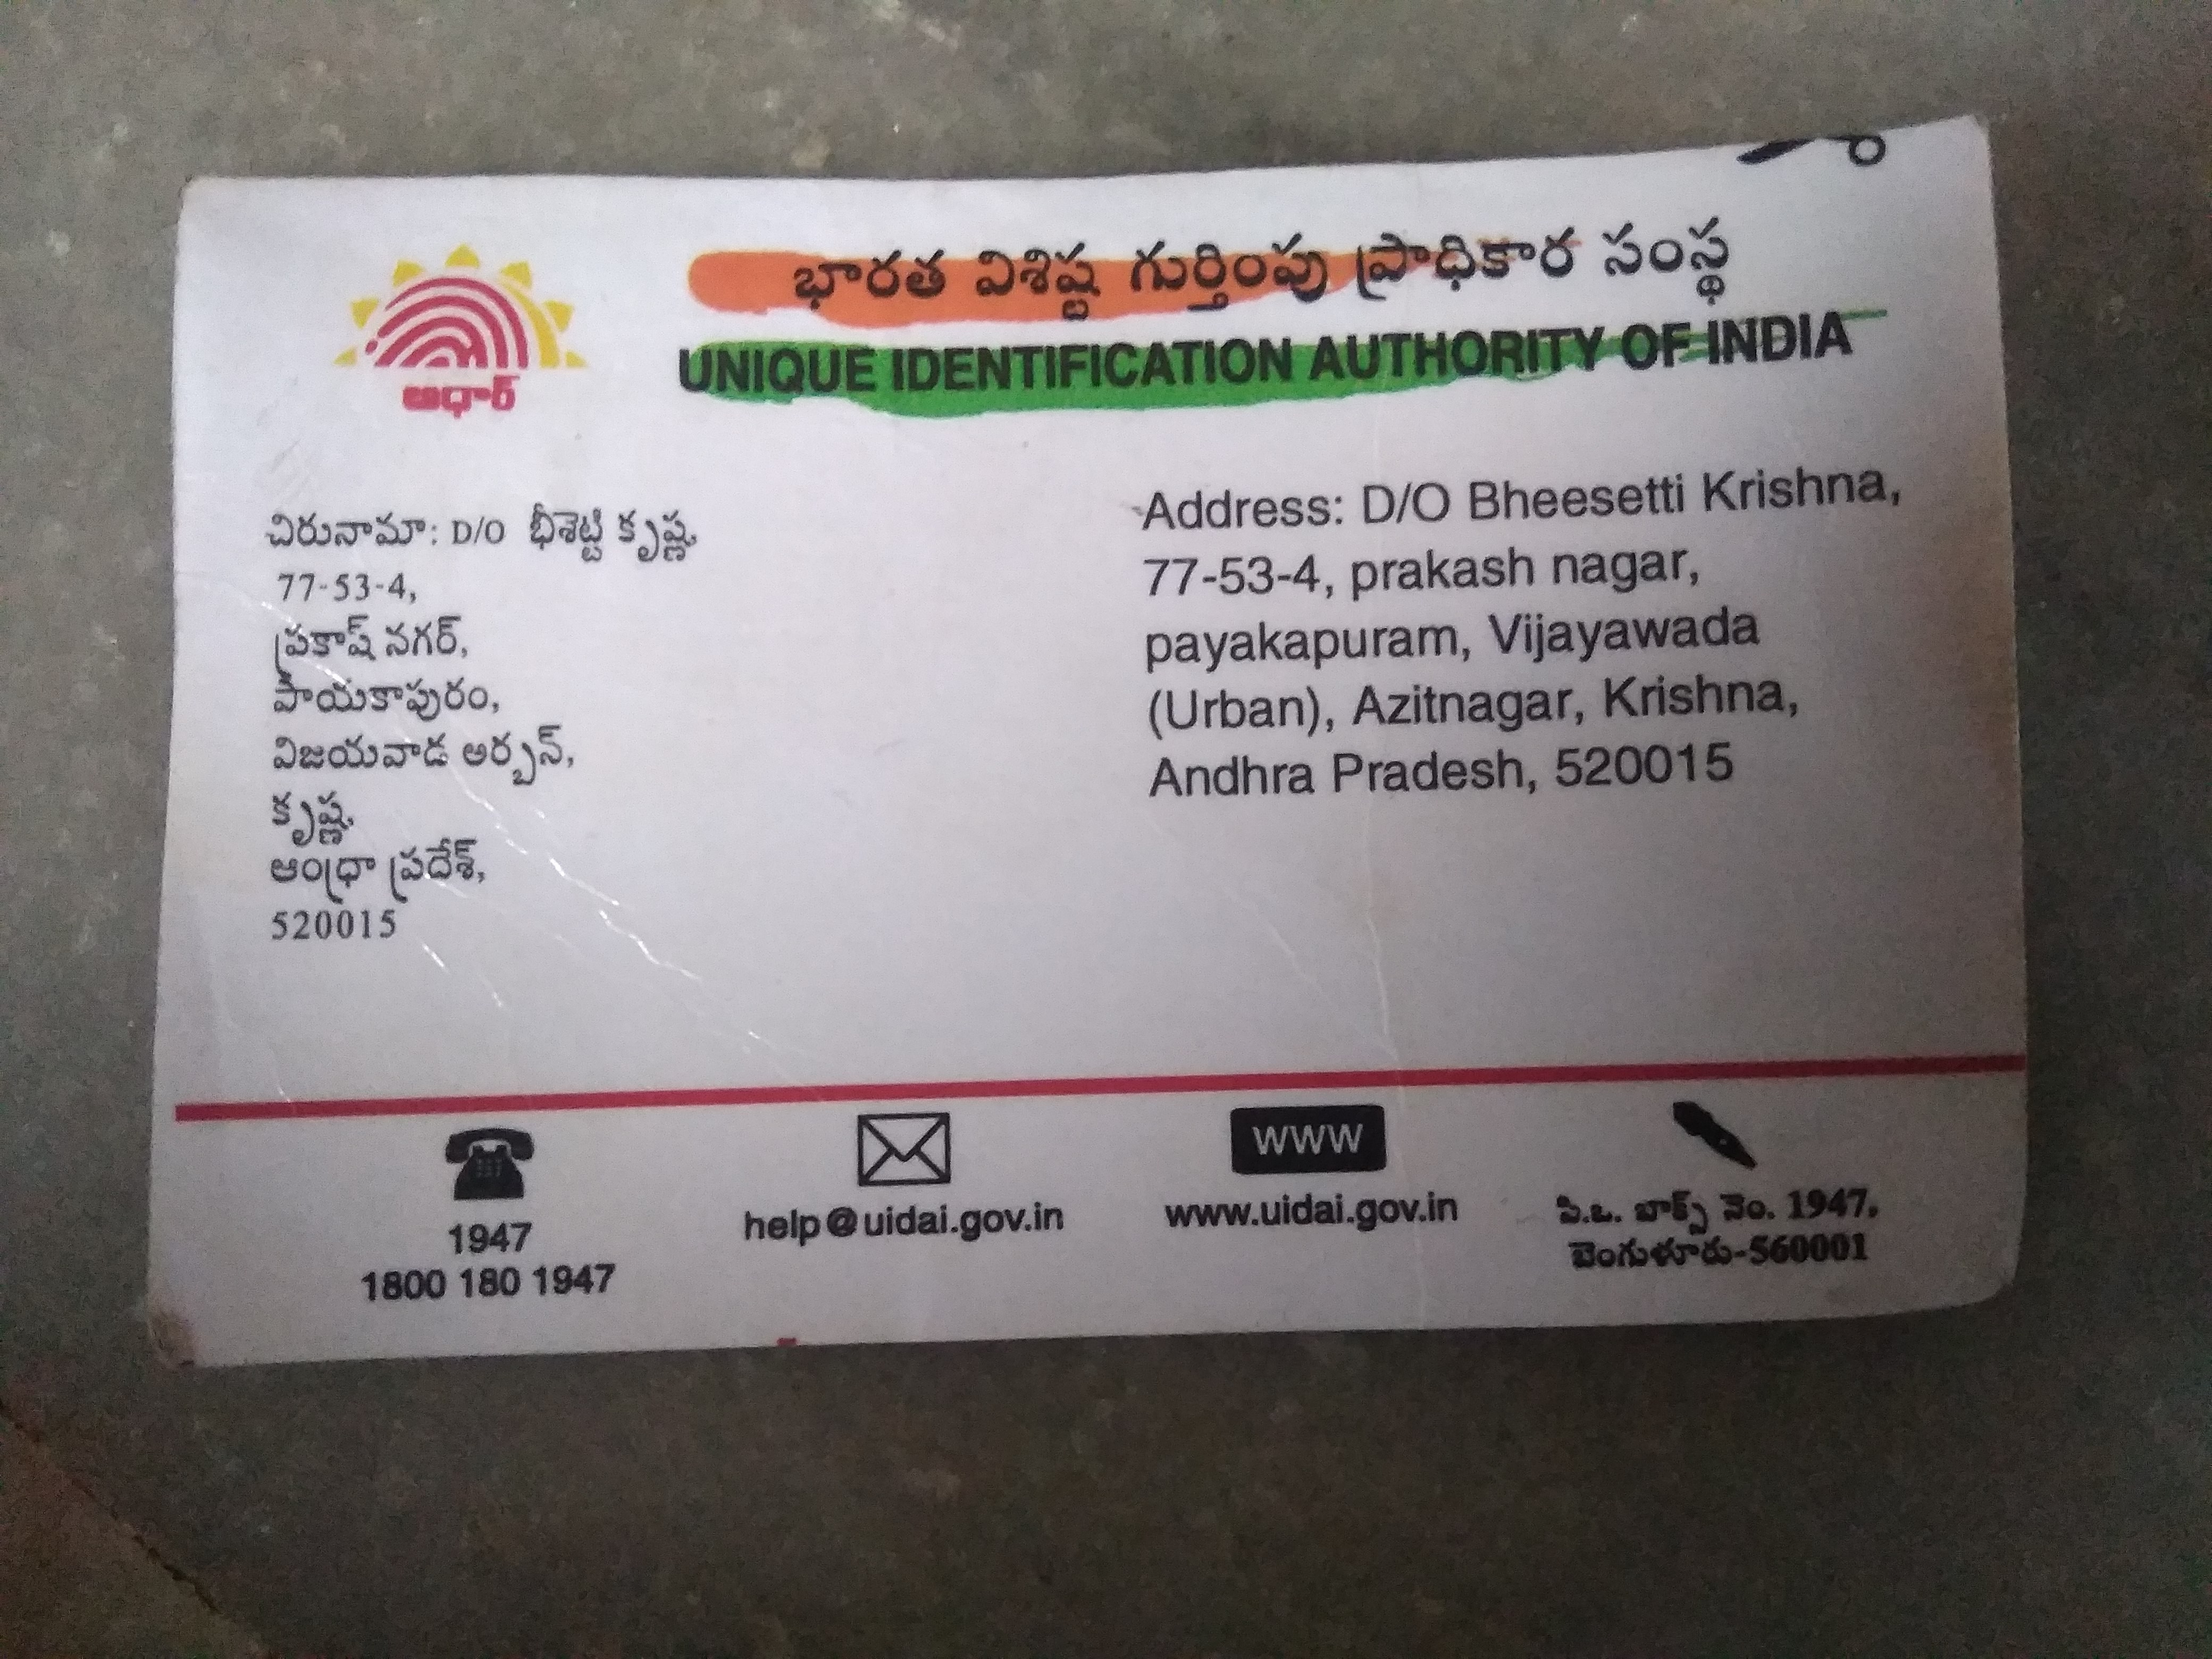 భారత విశిష్ట గుర్తింపు ప్రాధికార సంస్థ
UNIQUE IDENTIFICATION AUTHORITY OF INDIA
ఆధార్
చిరునామా: D/O భీశెట్టి కృష్ణ,
77-53-4,
ప్రకాష్ నగర్,
పాయకాపురం,
విజయవాడ అర్బన్,
కృష్ణ,
ఆంధ్రా ప్రదేశ్,
520015
Address: D/O Bheesetti Krishna,
77-53-4, prakash nagar,
payakapuram, Vijayawada
(Urban), Azitnagar, Krishna,
Andhra Pradesh, 520015
1947
1800 180 1947
help@uidai.gov.in
www
www.uidai.gov.in
పి.ఒ. బాక్స్ నెం. 1947,
బెంగుళూరు-560001